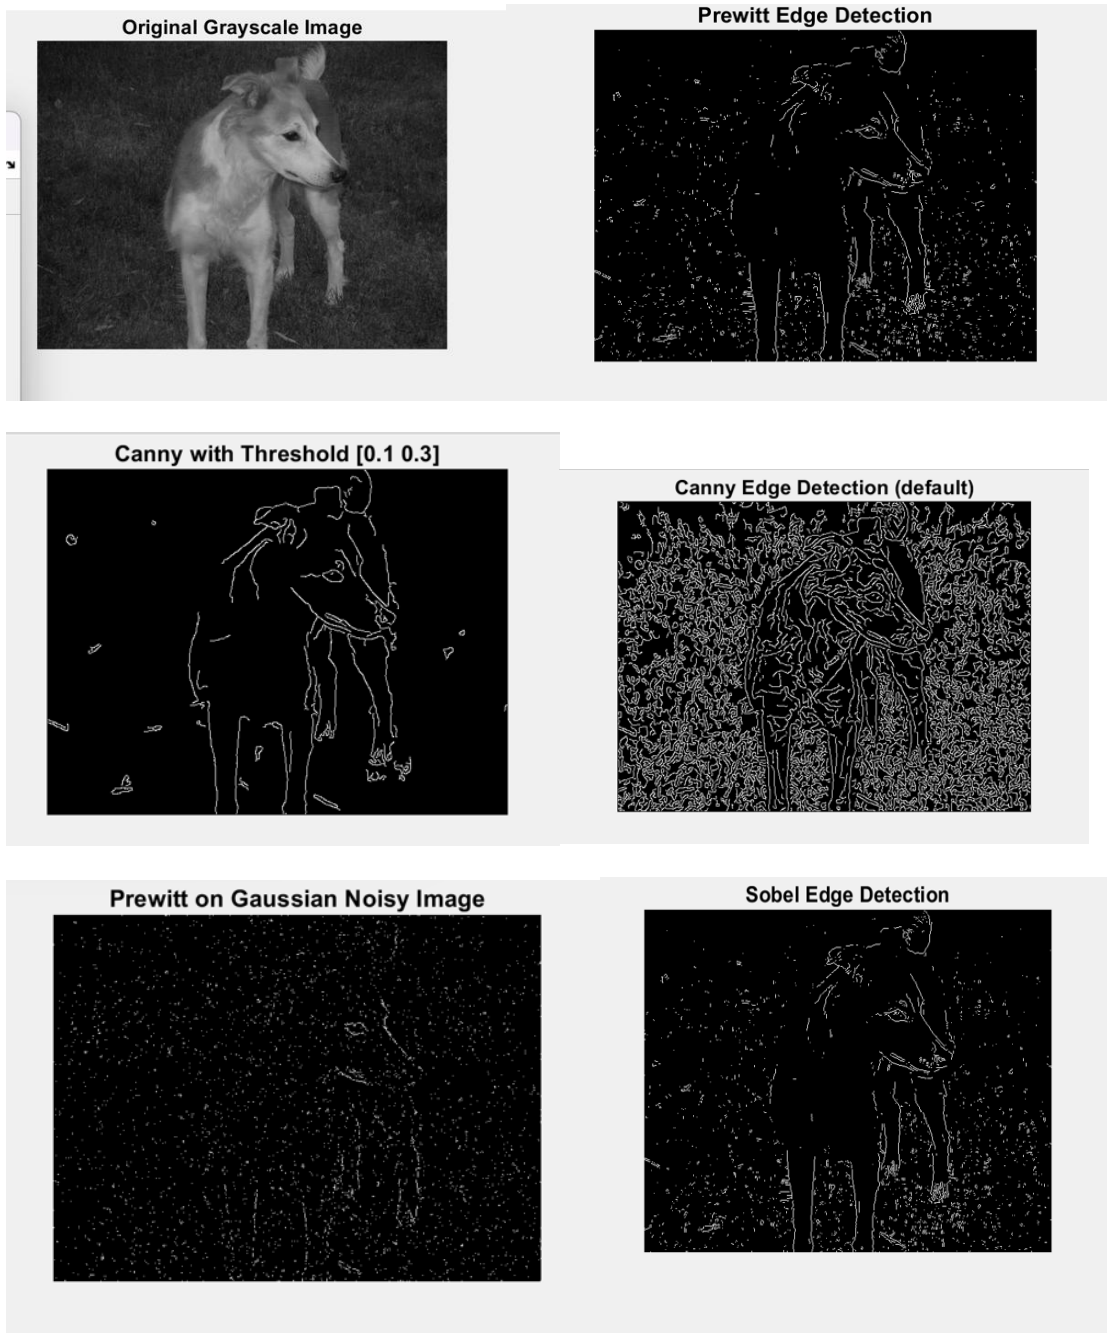 Original Grayscale Image
Prewitt Edge Detection
Canny with Threshold [0.1 0.3]
Canny Edge Detection (default)
Prewitt on Gaussian Noisy Image
Sobel Edge Detection